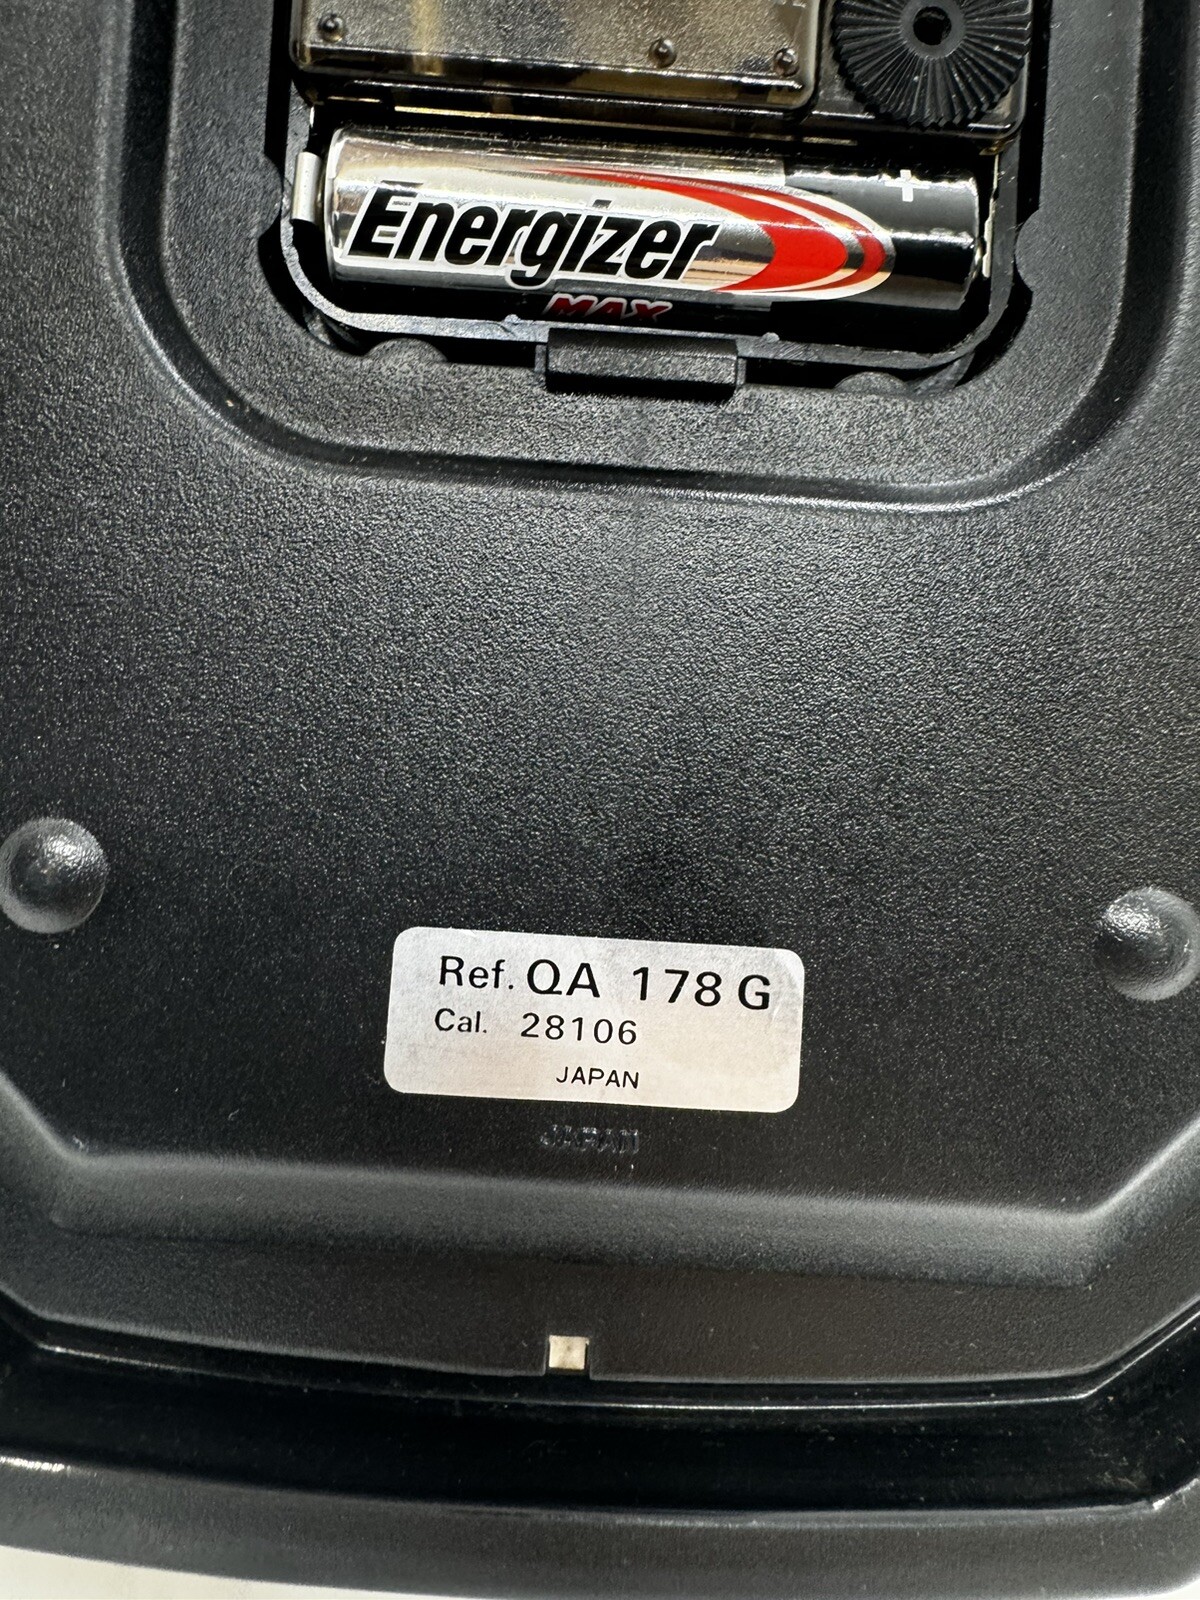 +
Energizer
MAX
Ref. QA 178 G
Cal. 28106
JAPAN
JAPAN